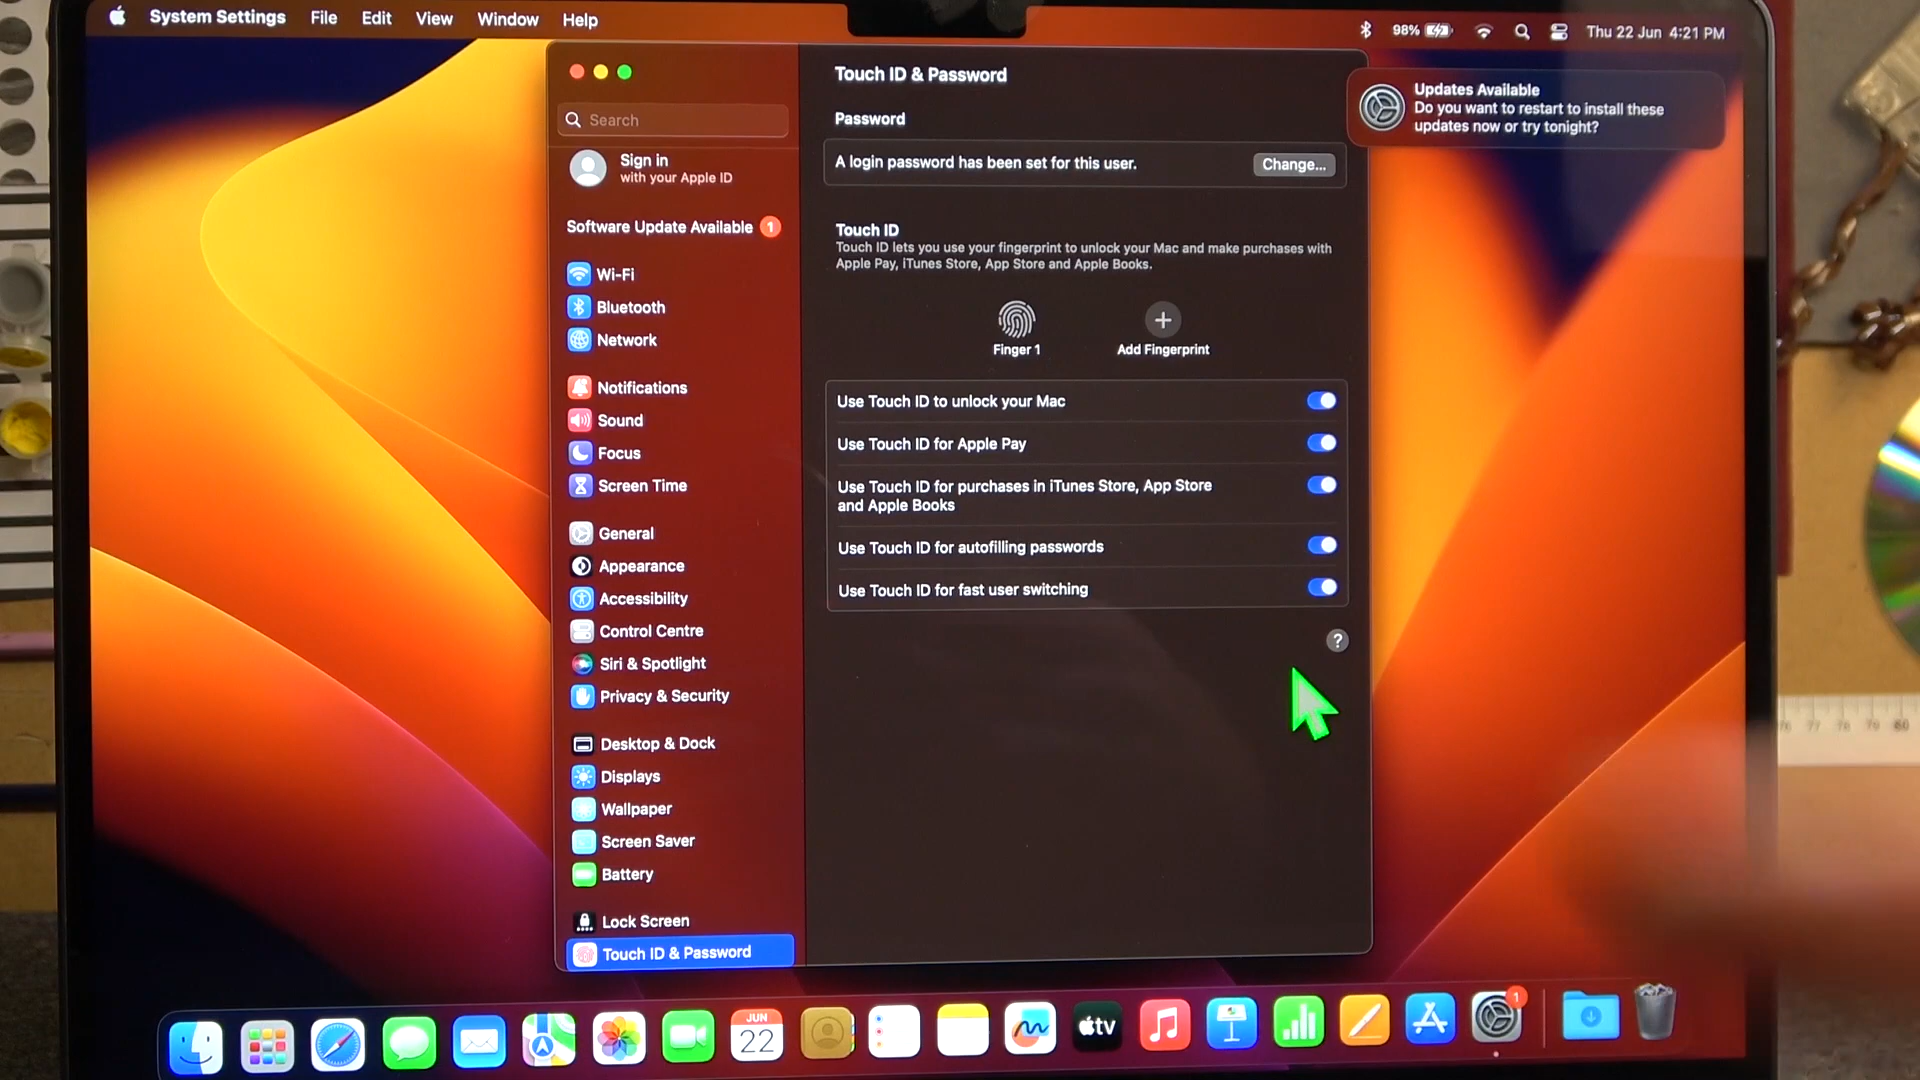 System Settings File Edit View Window Help
98% Thu 22 Jun 4:21 PM
Updates Available
Do you want to restart to install these
updates now or try tonight?
Search
Sign in
with your Apple ID
Software Update Available 1
Wi-Fi
Bluetooth
Network
Notifications
Sound
Focus
Screen Time
General
Appearance
Accessibility
Control Centre
Siri & Spotlight
Privacy & Security
Desktop & Dock
Displays
Wallpaper
Screen Saver
Battery
Lock Screen
Touch ID & Password
Touch ID & Password
Password
A login password has been set for this user.
Change...
Touch ID
Touch ID lets you use your fingerprint to unlock your Mac and make purchases with
Apple Pay, iTunes Store, App Store and Apple Books.
Finger 1
Add Fingerprint
Use Touch ID to unlock your Mac
Use Touch ID for Apple Pay
Use Touch ID for purchases in iTunes Store, App Store
and Apple Books
Use Touch ID for autofilling passwords
Use Touch ID for fast user switching
?
77 78 79 80
JUN
22
tv
1